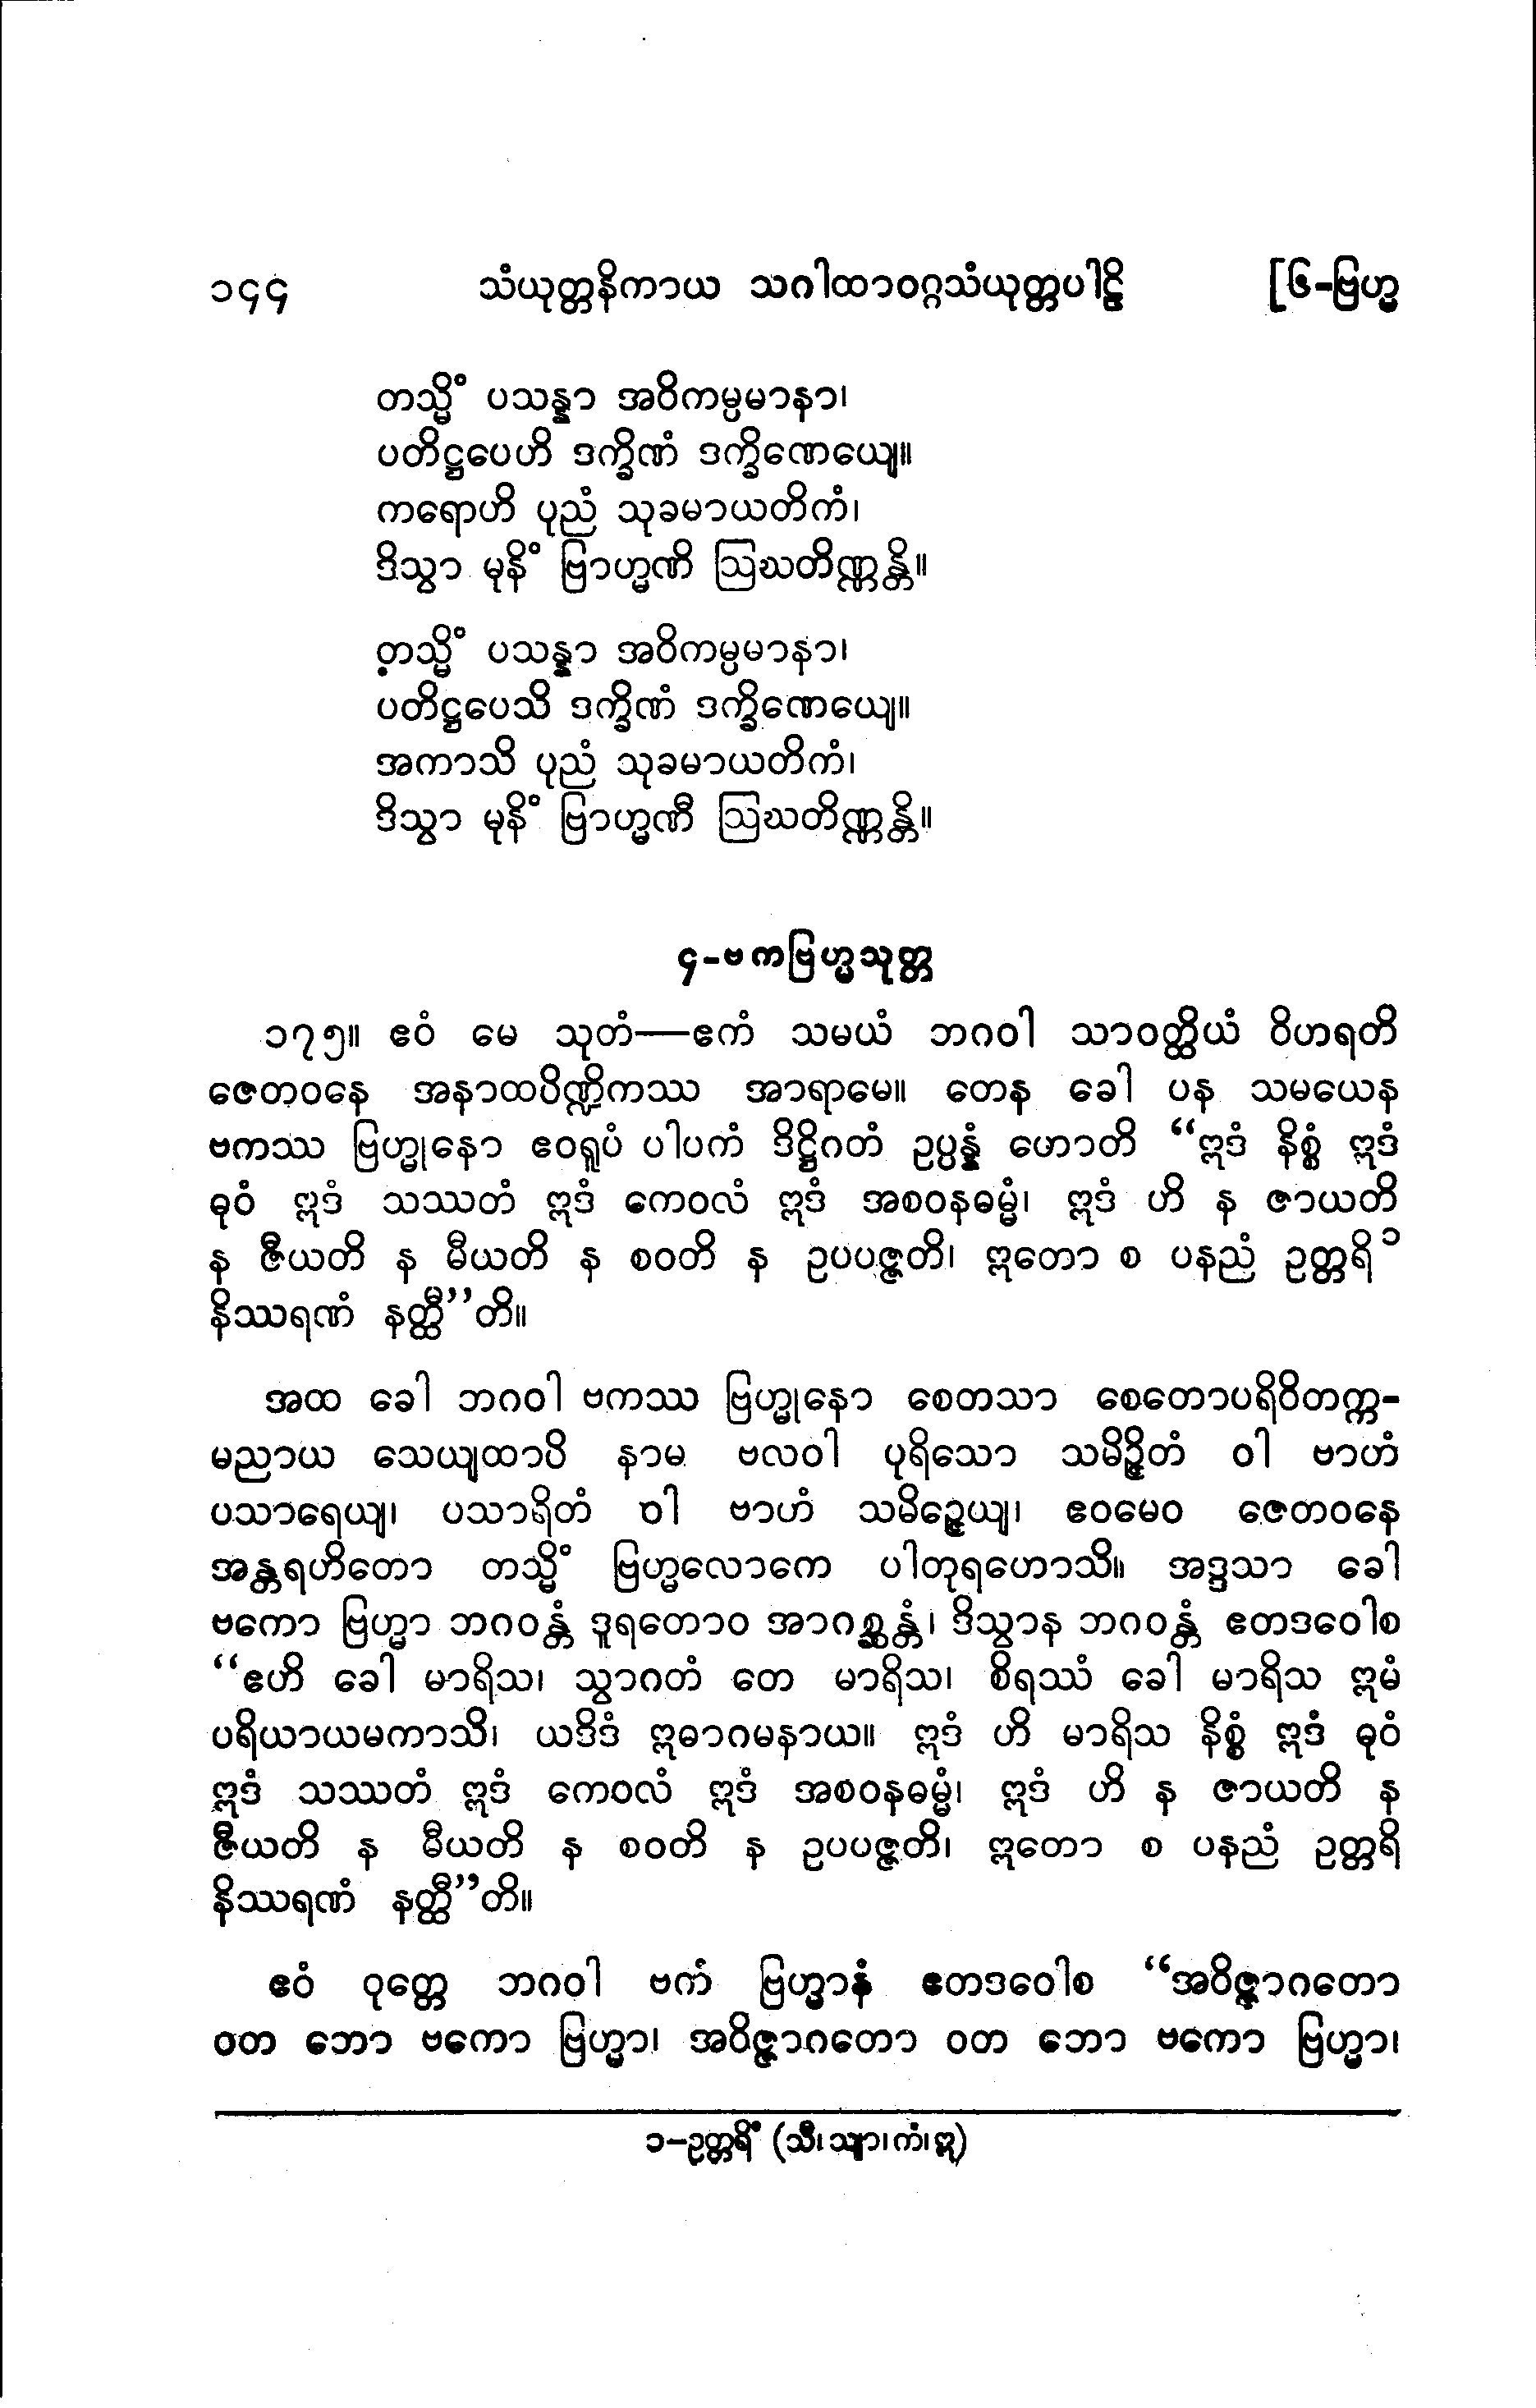 ၁၄၄ သံယုတ္တနိကာယ သဂါထာဝဂ္ဂသံယုတ္တပါဠိ [၆-ဗြဟ္မ
တသ္မိံ ပသန္နာ အဝိကမ္ပမာနာ၊
ပတိဋ္ဌပေဟိ ဒက္ခိဏံ ဒက္ခိဏေယျေ။
ကရောဟိ ပုညံ သုခမာယတိကံ၊
ဒိသွာ မုနိံ ဗြာဟ္မဏိ ဩဃတိဏ္ဏန္တိ။
တသ္မိံ ပသန္နာ အဝိကမ္ပမာနာ၊
ပတိဋ္ဌပေသိ ဒက္ခိဏံ ဒက္ခိဏေယျေ။
အကာသိ ပုညံ သုခမာယတိကံ၊
ဒိသွာ မုနိံ ဗြာဟ္မဏီ ဩဃတိဏ္ဏန္တိ။
၄-ဗကဗြဟ္မသုတ္တ
၁၇၅။ ဧဝံ မေ သုတံ—ဧကံ သမယံ ဘဂဝါ သာဝတ္ထိယံ ဝိဟရတိ
ဇေတဝနေ အနာထပိဏ္ဍိကဿ အာရာမေ။ တေန ခေါ ပန သမယေန
ဗကဿ ဗြဟ္မုနော ဧဝရူပံ ပါပကံ ဒိဋ္ဌိဂတံ ဥပ္ပန္နံ ဟောတိ “ဣဒံ နိစ္စံ ဣဒံ
ဓုဝံ ဣဒံ သဿတံ ဣဒံ ကေဝလံ ဣဒံ အစဝနဓမ္မံ၊ ဣဒံ ဟိ န ဇာယတိ
န ဇီယတိ န မီယတိ န စဝတိ န ဥပပဇ္ဇတိ၊ ဣတော စ ပနညံ ဥတ္တရိ ၁
နိဿရဏံ နတ္ထီ”တိ။
အထ ခေါ ဘဂဝါ ဗကဿ ဗြဟ္မုနော စေတသာ စေတောပရိဝိတက္က-
မညာယ သေယျထာပိ နာမ ဗလဝါ ပုရိသော သမိဉ္ဇိတံ ဝါ ဗာဟံ
ပသာရေယျ၊ ပသာရိတံ ဝါ ဗာဟံ သမိဉ္ဇေယျ၊ ဧဝမေဝ ဇေတဝနေ
အန္တရဟိတော တသ္မိံ ဗြဟ္မလောကေ ပါတုရဟောသိ။ အဒ္ဒသာ ခေါ
ဗကော ဗြဟ္မာ ဘဂဝန္တံ ဒူရတောဝ အာဂစ္ဆန္တံ၊ ဒိသွာန ဘဂဝန္တံ ဧတဒဝေါစ
“ဧဟိ ခေါ မာရိသ၊ သွာဂတံ တေ မာရိသ၊ စိရဿံ ခေါ မာရိသ ဣမံ
ပရိယာယမကာသိ၊ ယဒိဒံ ဣဓာဂမနာယ။ ဣဒံ ဟိ မာရိသ နိစ္စံ ဣဒံ ဓုဝံ
ဣဒံ သဿတံ ဣဒံ ကေဝလံ ဣဒံ အစဝနဓမ္မံ၊ ဣဒံ ဟိ န ဇာယတိ န
ဇီယတိ န မီယတိ န စဝတိ န ဥပပဇ္ဇတိ၊ ဣတော စ ပနညံ ဥတ္တရိ
နိဿရဏံ နတ္ထီ”တိ။
ဧဝံ ဝုတ္တေ ဘဂဝါ ဗကံ ဗြဟ္မာနံ ဧတဒဝေါစ “အဝိဇ္ဇာဂတော
ဝတ ဘော ဗကော ဗြဟ္မာ၊ အဝိဇ္ဇာဂတော ဝတ ဘော ဗကော ဗြဟ္မာ၊
၁-ဥတ္တရိံ (သီ၊သျာ၊ကံ၊ဣ)